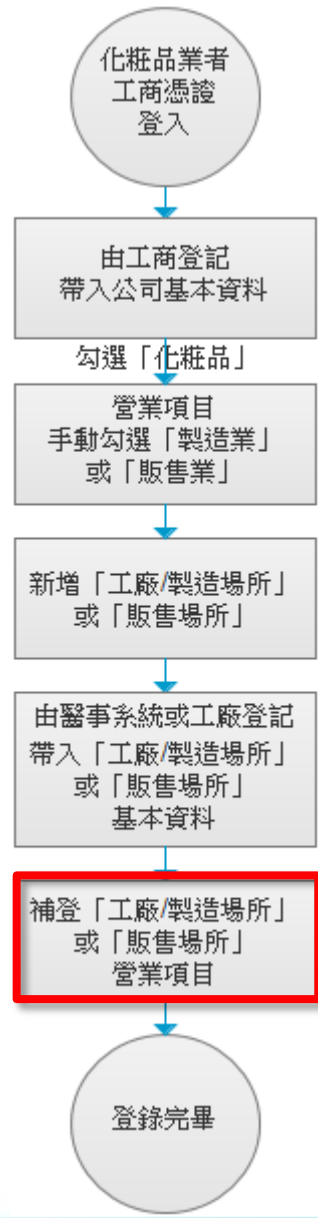 化粧品業者
工商憑證
登入
由工商登記
帶入公司基本資料
勾選「化粧品」
營業項目
手動勾選「製造業」
或「販售業」
新增「工廠/製造場所」
或「販售場所」
由醫事系統或工廠登記
帶入「工廠/製造場所」
或「販售場所」
基本資料
補登「工廠/製造場所」
或「販售場所」
營業項目
登錄完畢